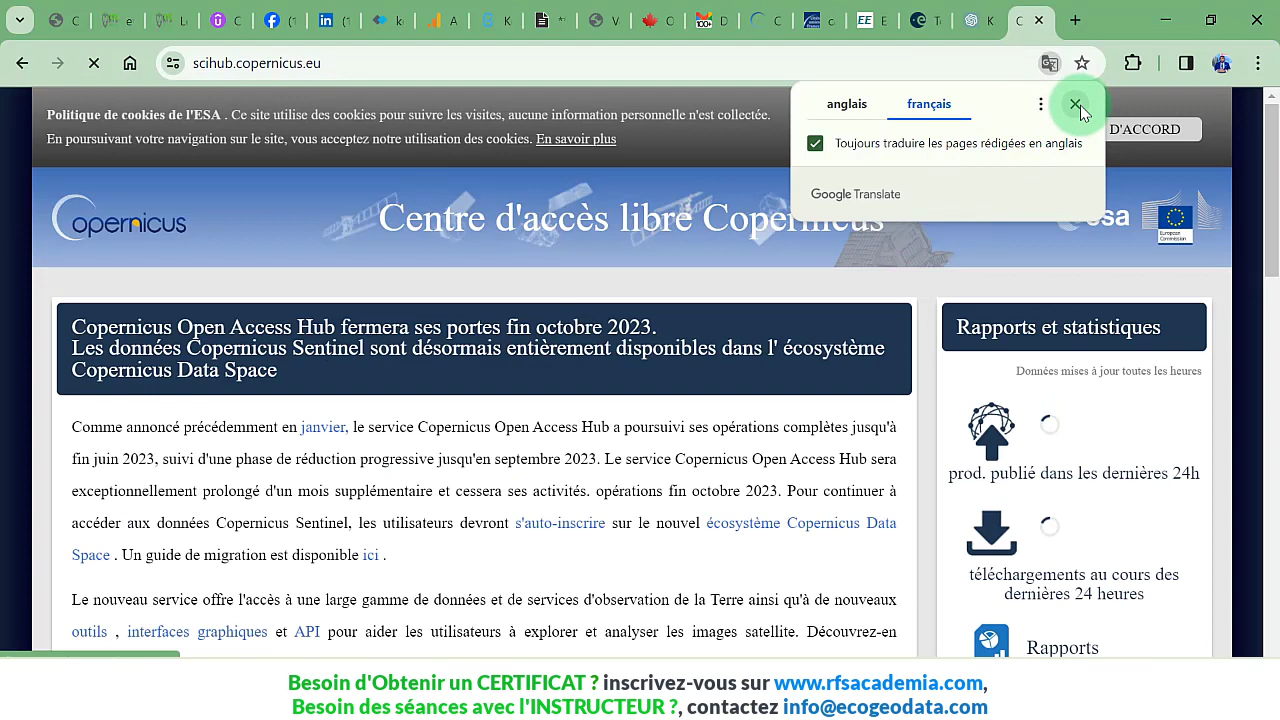 scihub.copernicus.eu
anglais
français
Toujours traduire les pages rédigées en anglais
Google Translate
Politique de cookies de l'ESA . Ce site utilise des cookies pour suivre les visites, aucune information personnelle n'est collectée.
En poursuivant votre navigation sur le site, vous acceptez notre utilisation des cookies. En savoir plus
D'ACCORD
opernicus
Centre d'accès libre Copernicus
esa
European
Commission
Copernicus Open Access Hub fermera ses portes fin octobre 2023.
Les données Copernicus Sentinel sont désormais entièrement disponibles dans l' écosystème
Copernicus Data Space
Comme annoncé précédemment en janvier, le service Copernicus Open Access Hub a poursuivi ses opérations complètes jusqu'à
fin juin 2023, suivi d'une phase de réduction progressive jusqu'en septembre 2023. Le service Copernicus Open Access Hub sera
exceptionnellement prolongé d'un mois supplémentaire et cessera ses activités. opérations fin octobre 2023. Pour continuer à
accéder aux données Copernicus Sentinel, les utilisateurs devront s'auto-inscrire sur le nouvel écosystème Copernicus Data
Space . Un guide de migration est disponible ici .
Le nouveau service offre l'accès à une large gamme de données et de services d'observation de la Terre ainsi qu'à de nouveaux
outils , interfaces graphiques et API pour aider les utilisateurs à explorer et analyser les images satellite. Découvrez-en
Rapports et statistiques
Données mises à jour toutes les heures
prod. publié dans les dernières 24h
téléchargements au cours des
dernières 24 heures
Rapports
Besoin d'Obtenir un CERTIFICAT ? inscrivez-vous sur www.rfsacademia.com,
Besoin des séances avec l'INSTRUCTEUR ?, contactez info@ecogeodata.com